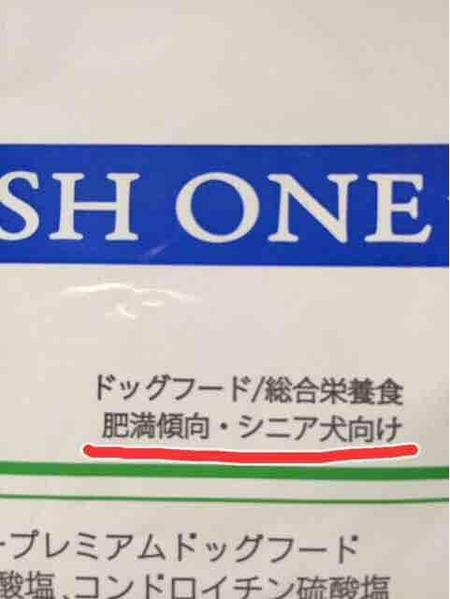 SH ONE
ドッグフード/総合栄養食
肥満傾向・シニア犬向け
ープレミアムドッグフード
酸塩、コンドロイチン硫酸塩